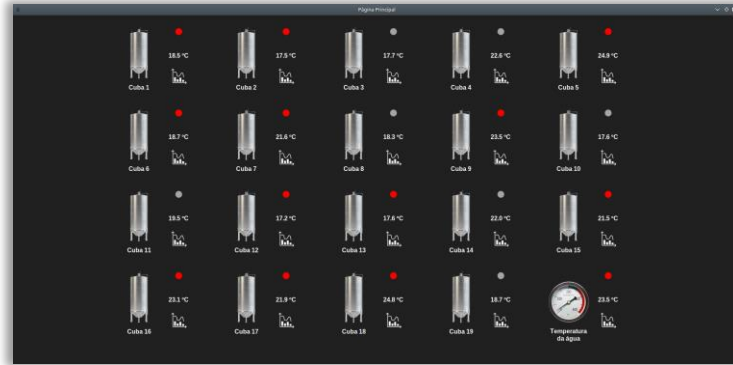 Página Principal
18.5 °C
Cuba 1
17.5 °C
Cuba 2
17.7 °C
Cuba 3
22.6 °C
Cuba 4
24.9 °C
Cuba 5
18.7 °C
Cuba 6
21.6 °C
Cuba 7
18.3 °C
Cuba 8
23.5 °C
Cuba 9
17.6 °C
Cuba 10
19.5 °C
Cuba 11
17.2 °C
Cuba 12
17.6 °C
Cuba 13
22.0 °C
Cuba 14
21.5 °C
Cuba 15
23.1 °C
Cuba 16
21.9 °C
Cuba 17
24.8 °C
Cuba 18
18.7 °C
Cuba 19
23.5 °C
Temperatura
da água